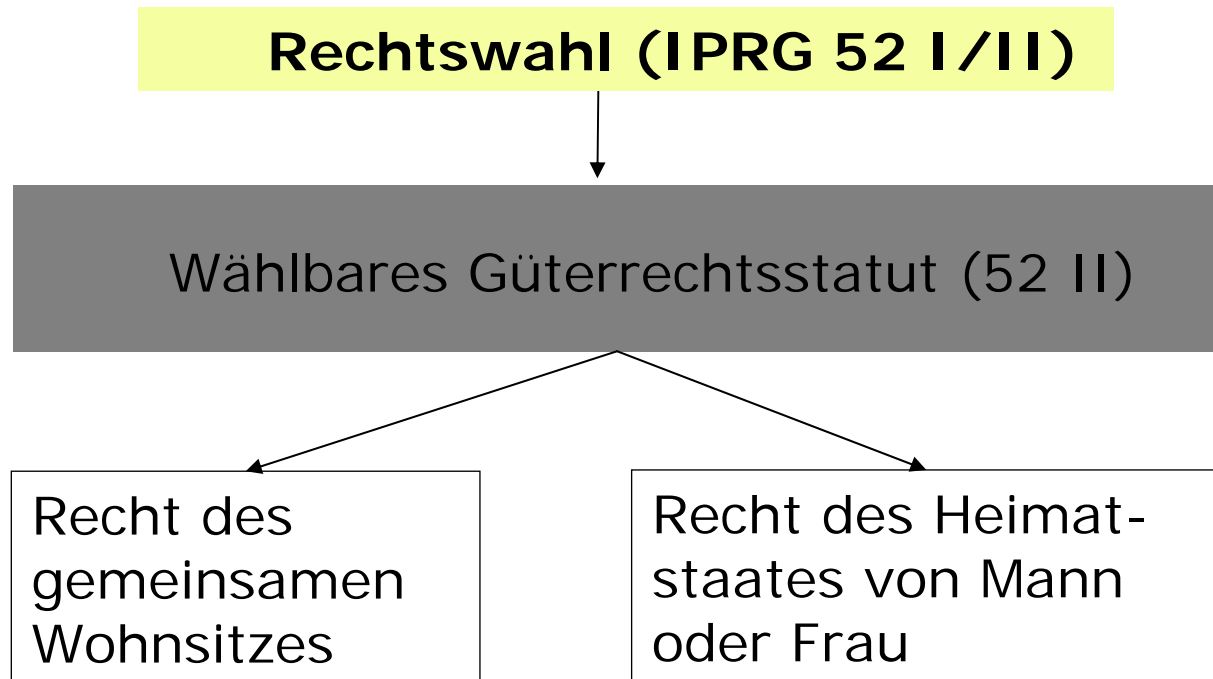 Rechtswahl (IPRG 52 I/II)
Wählbares Güterrechtsstatut (52 II)
Recht des
gemeinsamen
Wohnsitzes
Recht des Heimat-
staates von Mann
oder Frau